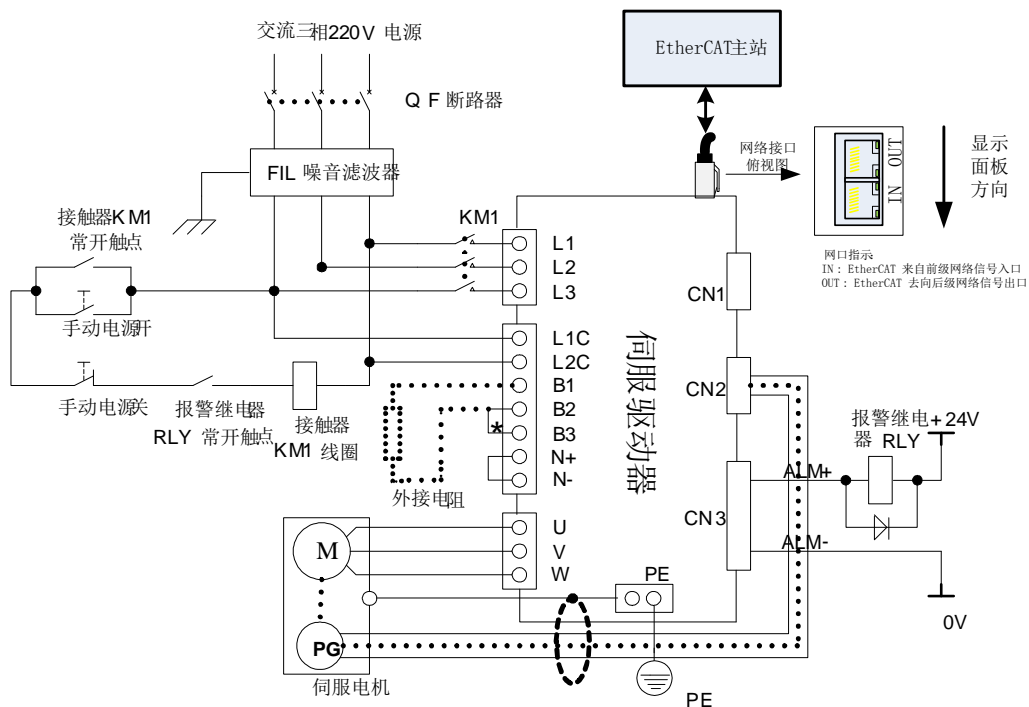 交流三相220V 电源
EtherCAT主站
QF断路器
网络接口
俯视图
OUT
IN
显示
面板
方向
FIL 噪音滤波器
接触器KM1
常开触点
KM1
L1
L2
L3
网口指示:
IN: EtherCAT 来自前级网络信号入口
OUT: EtherCAT 去向后级网络信号出口
CN1
手动电源开
L1C
L2C
B1
B2
B3
N+
N-
*
伺服驱动器
CN2
手动电源关
报警继电器
RLY 常开触点
接触器
KM1 线圈
外接电阻
报警继电器 RLY
+24V
ALM+
CN3
ALM-
0V
U
V
W
M
PG
伺服电机
PE
PE